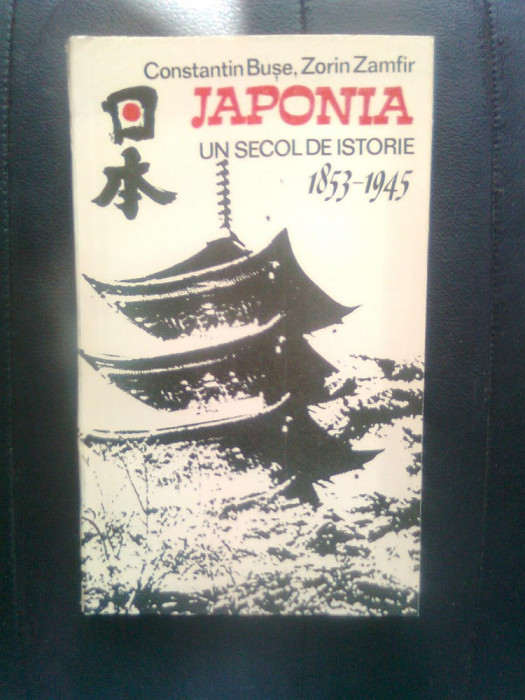 Constantin Bușe, Zorin Zamfir
JAPONIA
UN SECOL DE ISTORIE
1853-1945
日本